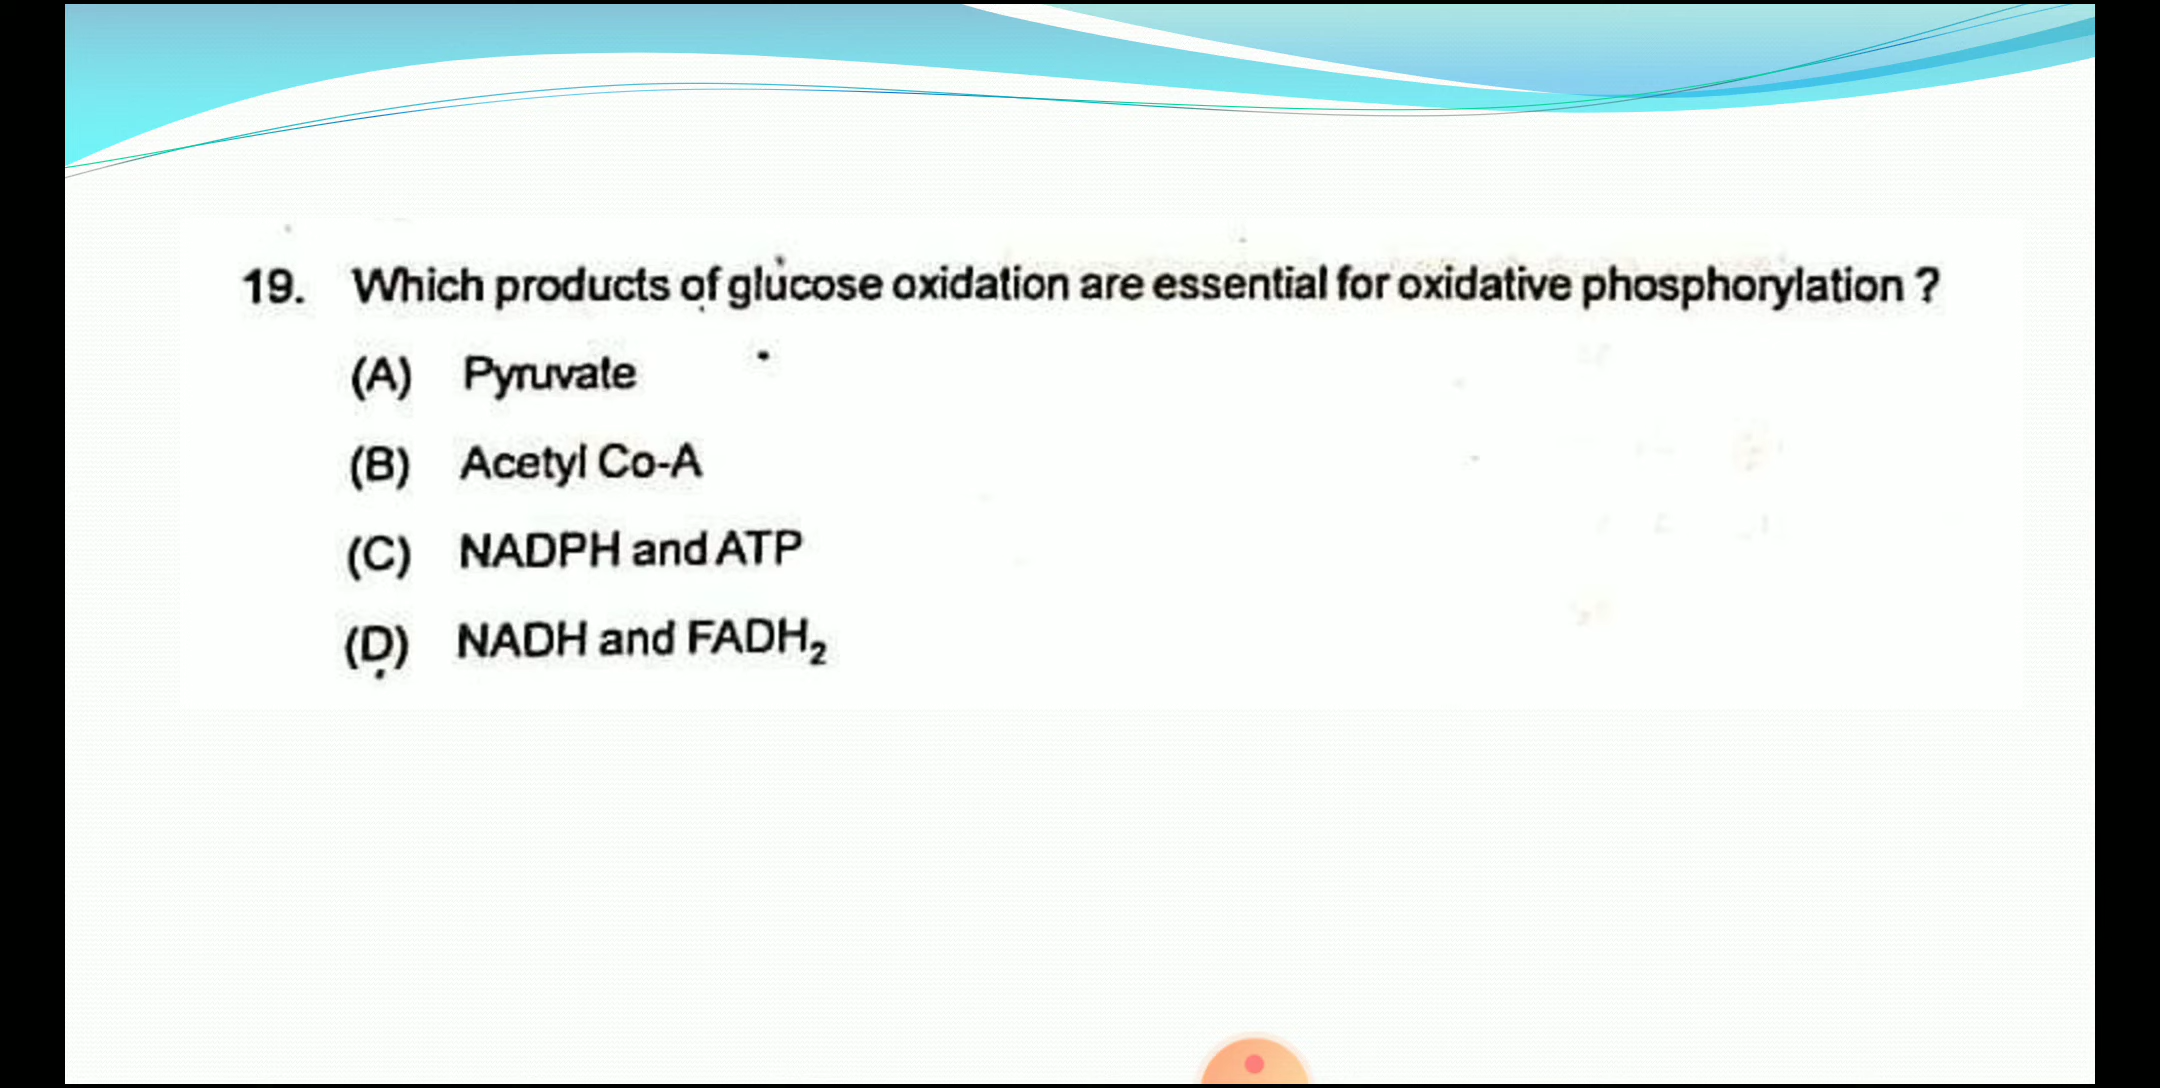 19. Which products of glucose oxidation are essential for oxidative phosphorylation ?
(A) Pyruvate
(B) Acetyl Co-A
(C) NADPH and ATP
(D) NADH and FADH₂